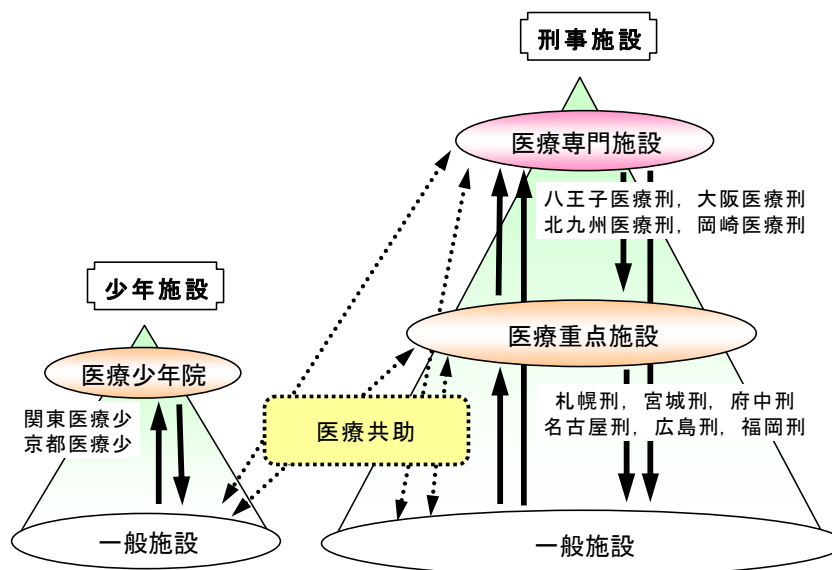 刑事施設
医療専門施設
八王子医療刑，大阪医療刑
北九州医療刑，岡崎医療刑
医療重点施設
札幌刑，宮城刑，府中刑
名古屋刑，広島刑，福岡刑
一般施設
少年施設
医療少年院
関東医療少
京都医療少
一般施設
医療共助